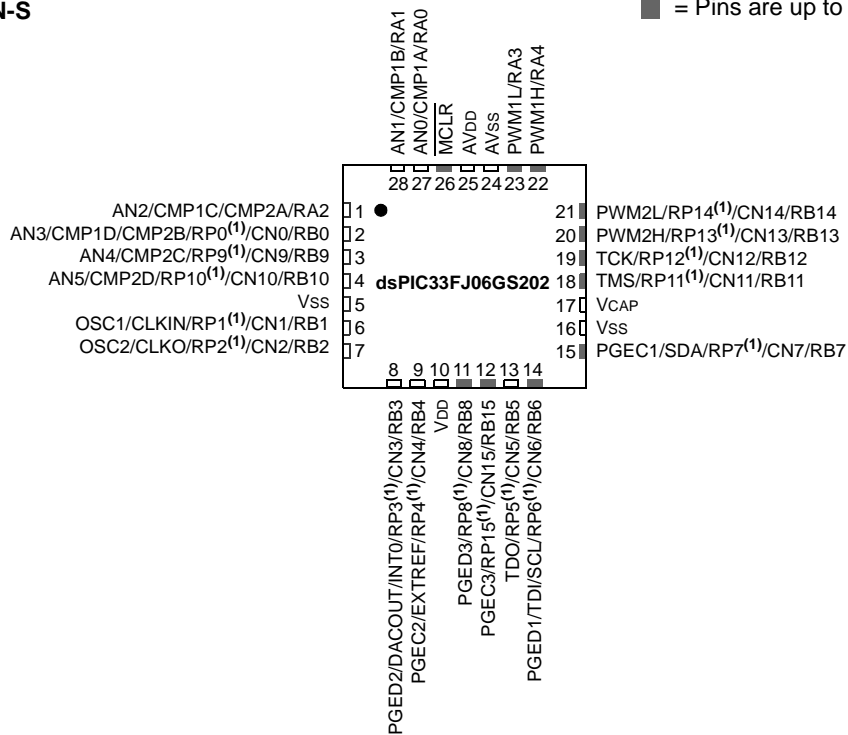 N-S
= Pins are up to
AN1/CMP1B/RA1
AN0/CMP1A/RA0
MCLR
AVDD
AVSS
PWM1L/RA3
PWM1H/RA4
28 27 26 25 24 23 22
AN2/CMP1C/CMP2A/RA2 1
AN3/CMP1D/CMP2B/RP0(1)/CN0/RB0 2
AN4/CMP2C/RP9(1)/CN9/RB9 3
AN5/CMP2D/RP10(1)/CN10/RB10 4
VSS 5
OSC1/CLKIN/RP1(1)/CN1/RB1 6
OSC2/CLKO/RP2(1)/CN2/RB2 7
dsPIC33FJ06GS202
21 PWM2L/RP14(1)/CN14/RB14
20 PWM2H/RP13(1)/CN13/RB13
19 TCK/RP12(1)/CN12/RB12
18 TMS/RP11(1)/CN11/RB11
17 VCAP
16 VSS
15 PGEC1/SDA/RP7(1)/CN7/RB7
8 9 10 11 12 13 14
PGED2/DACOUT/INT0/RP3(1)/CN3/RB3
PGEC2/EXTREF/RP4(1)/CN4/RB4
VDD
PGED3/RP8(1)/CN8/RB8
PGEC3/RP15(1)/CN15/RB15
TDO/RP5(1)/CN5/RB5
PGED1/TDI/SCL/RP6(1)/CN6/RB6